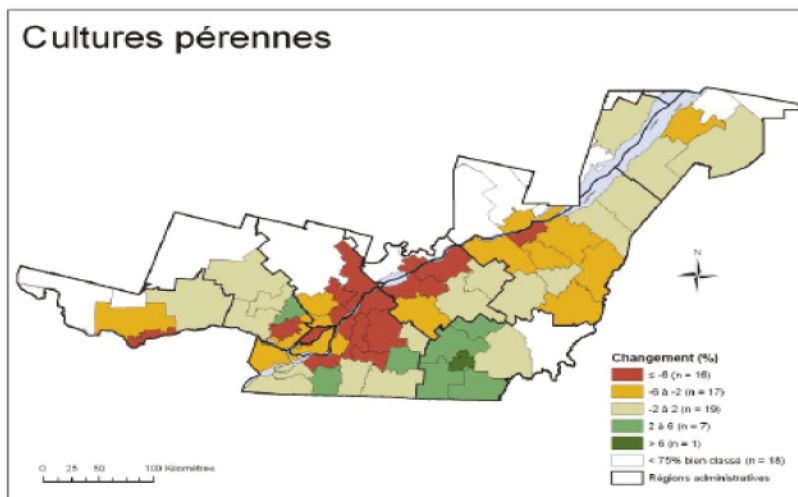 Cultures pérennes
N
Changement (%)
≤ -6 (n = 16)
-6 à -2 (n = 17)
-2 à 2 (n = 19)
2 à 6 (n = 7)
> 6 (n = 1)
< 75% bien classé (n = 18)
Régions administratives
0 25 50 100 Kilomètres